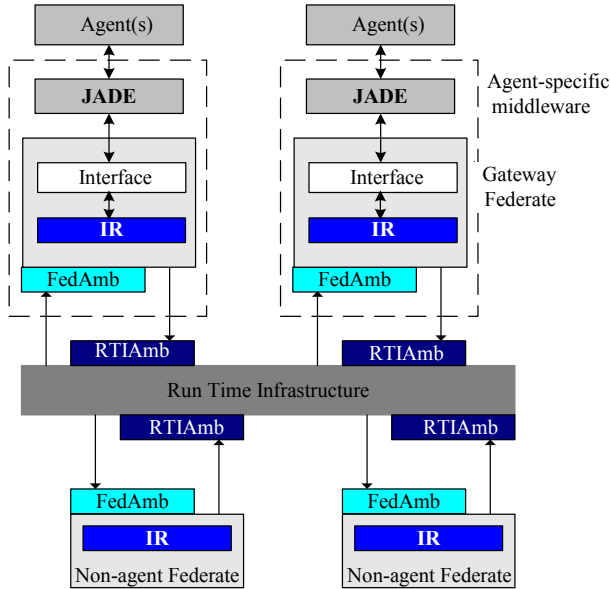 Agent(s)
Agent(s)
JADE
JADE
Agent-specific
middleware
Interface
Interface
Gateway
Federate
IR
IR
FedAmb
FedAmb
RTIAmb
RTIAmb
Run Time Infrastructure
RTIAmb
RTIAmb
FedAmb
FedAmb
IR
IR
Non-agent Federate
Non-agent Federate